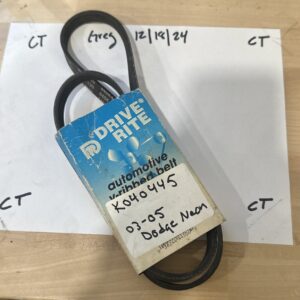 CT Greg 12/18/24 CT
DRIVE®
RITE
automotive
v-ribbed belt
K040445
03-05
Dodge Neon
CT
CT